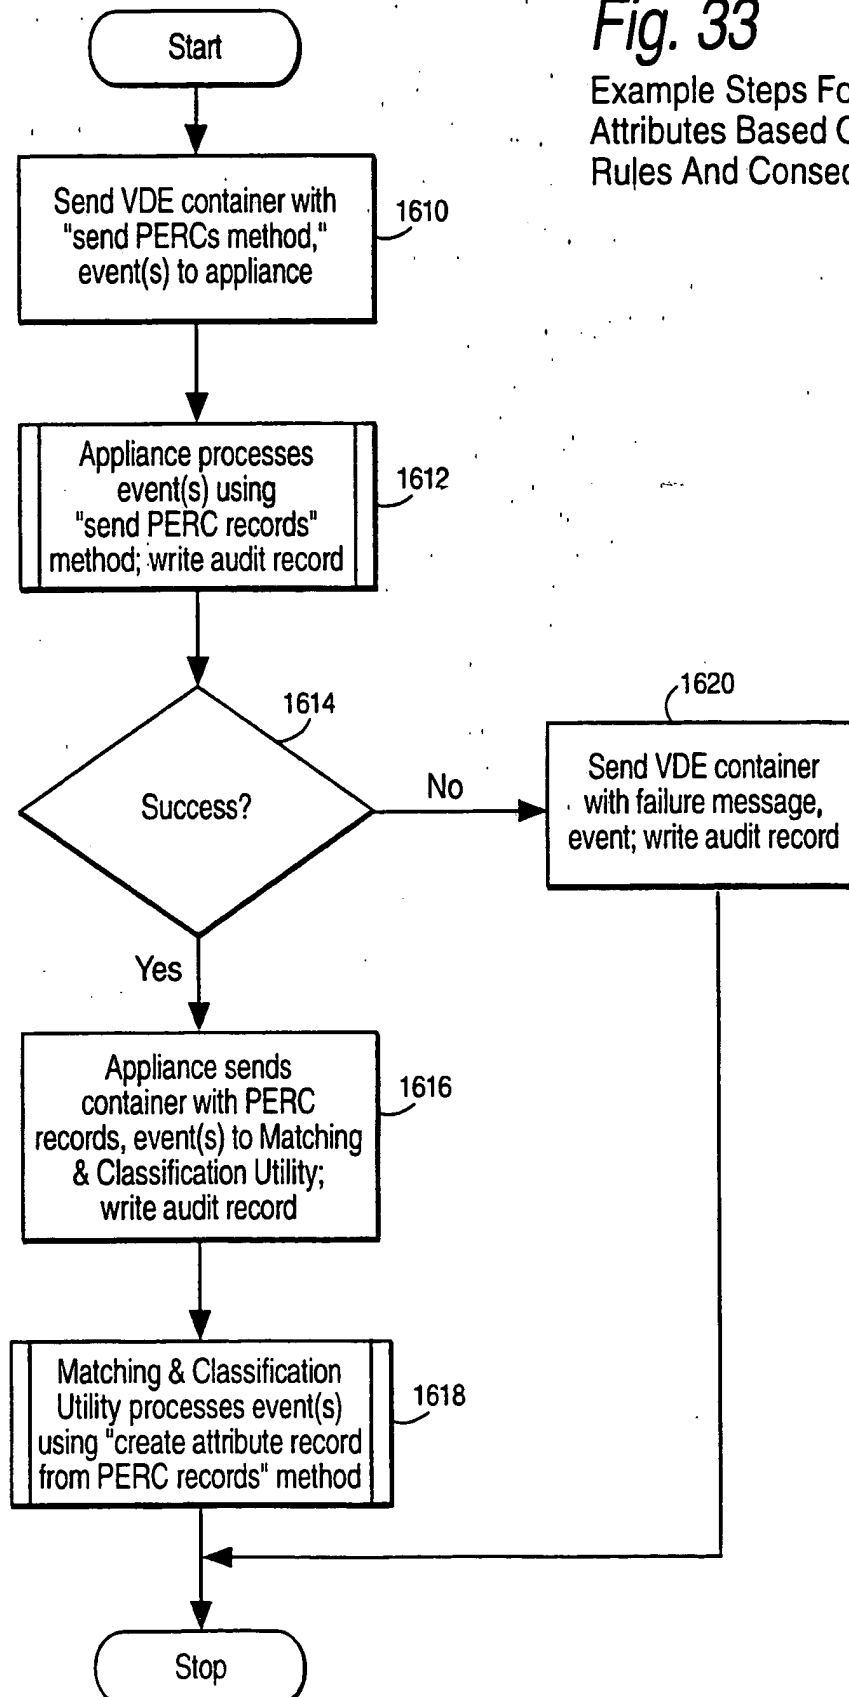 Fig. 33
Example Steps Fo
Attributes Based
Rules And Conse
Start
Send VDE container with
"send PERCs method,"
event(s) to appliance
1610
Appliance processes
event(s) using
"send PERC records"
method; write audit record
1612
1614
Success?
No
1620
Send VDE container
with failure message,
event; write audit record
Yes
Appliance sends
container with PERC
records, event(s) to Matching
& Classification Utility;
write audit record
1616
Matching & Classification
Utility processes event(s)
using "create attribute record
from PERC records" method
1618
Stop